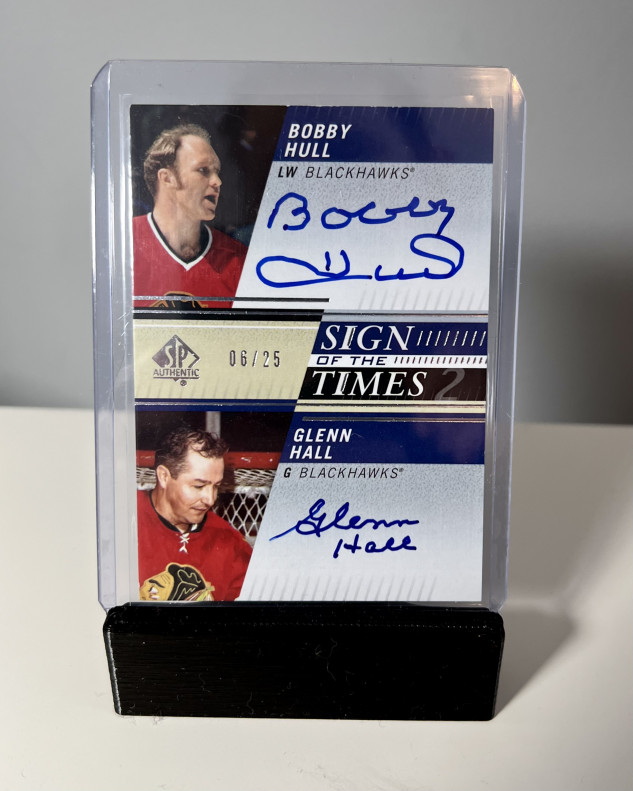 BOBBY
HULL
LW BLACKHAWKS®
Bobby
Hull
SP
AUTHENTIC
06/25
SIGN
OF THE
TIMES 2
GLENN
HALL
G BLACKHAWKS®
Glenn
Hall